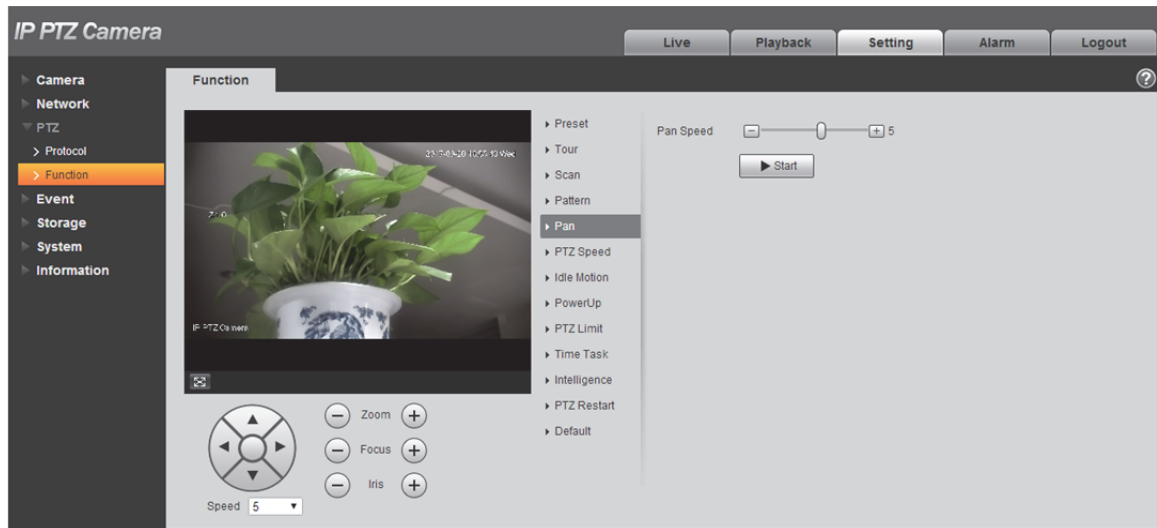 IP PTZ Camera
Live
Playback
Setting
Alarm
Logout
Camera
Network
PTZ
Protocol
Function
Event
Storage
System
Information
Function
?
Wed
IP PTZ Camera
Zoom
Focus
Iris
Speed 5
Preset
Tour
Scan
Pattern
Pan
PTZ Speed
Idle Motion
PowerUp
PTZ Limit
Time Task
Intelligence
PTZ Restart
Default
Pan Speed 5
Start